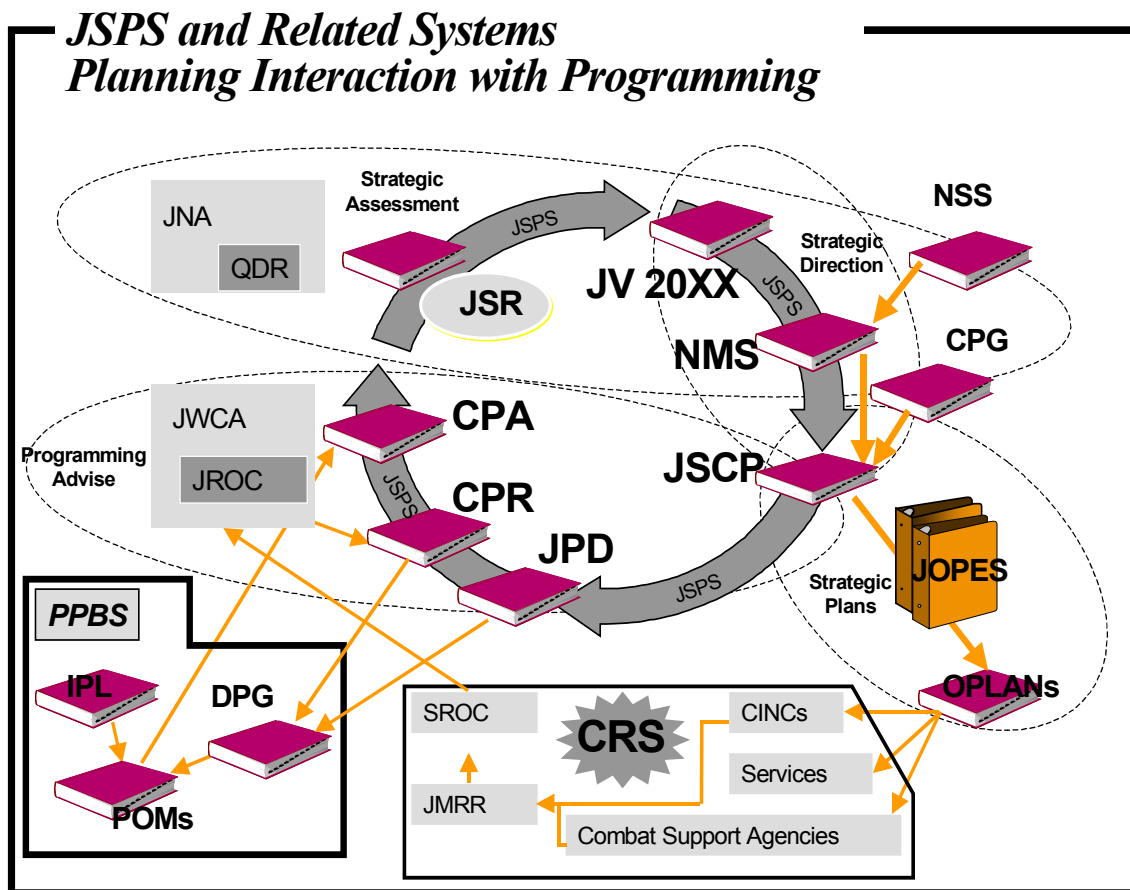 JSPS and Related Systems
Planning Interaction with Programming
JNA
QDR
Strategic
Assessment
JSPS
JSR
JV 20XX
JSPS
Strategic
Direction
NSS
NMS
CPG
JWCA
JROC
Programming
Advise
CPA
JSPS
CPR
JPD
JSPS
JSCP
JOPES
Strategic
Plans
OPLANs
PPBS
IPL
DPG
POMs
SROC
CRS
CINCs
Services
JMRR
Combat Support Agencies